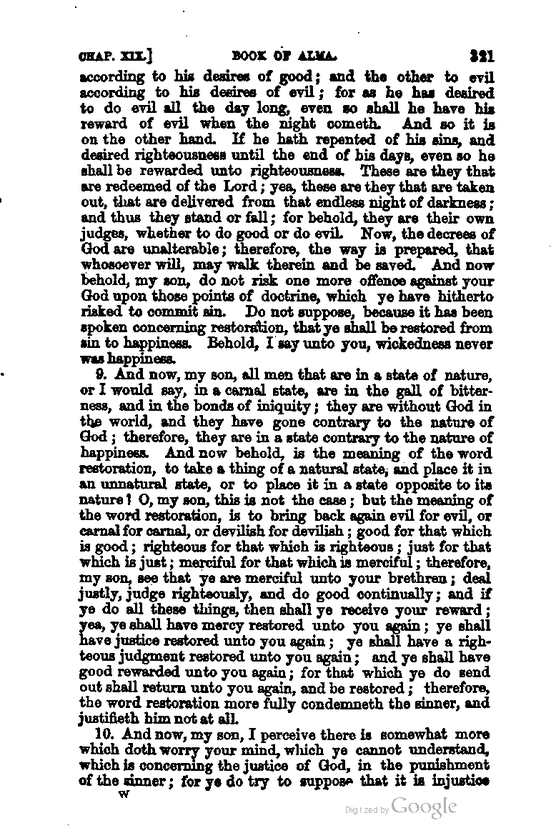 CHAP. XIX.] BOOK OF ALMA. 321
according to his desires of good; and the other to evil
according to his desires of evil; for as he has desired
to do evil all the day long, even so shall he have his
reward of evil when the night cometh. And so it is
on the other hand. If he hath repented of his sins, and
desired righteousness until the end of his days, even so he
shall be rewarded unto righteousness. These are they that
are redeemed of the Lord; yea, these are they that are taken
out, that are delivered from that endless night of darkness;
and thus they stand or fall; for behold, they are their own
judges, whether to do good or do evil. Now, the decrees of
God are unalterable; therefore, the way is prepared, that
whosoever will, may walk therein and be saved. And now
behold, my son, do not risk one more offence against your
God upon those points of doctrine, which ye have hitherto
risked to commit sin. Do not suppose, because it has been
spoken concerning restoration, that ye shall be restored from
sin to happiness. Behold, I say unto you, wickedness never
was happiness.
9. And now, my son, all men that are in a state of nature,
or I would say, in a carnal state, are in the gall of bitter-
ness, and in the bonds of iniquity; they are without God in
the world, and they have gone contrary to the nature of
God; therefore, they are in a state contrary to the nature of
happiness. And now behold, is the meaning of the word
restoration, to take a thing of a natural state, and place it in
an unnatural state, or to place it in a state opposite to its
nature? O, my son, this is not the case; but the meaning of
the word restoration, is to bring back again evil for evil, or
carnal for carnal, or devilish for devilish; good for that which
is good; righteous for that which is righteous; just for that
which is just; merciful for that which is merciful; therefore,
my son, see that ye are merciful unto your brethren; deal
justly, judge righteously, and do good continually; and if
ye do all these things, then shall ye receive your reward;
yea, ye shall have mercy restored unto you again; ye shall
have justice restored unto you again; ye shall have a righ-
teous judgment restored unto you again; and ye shall have
good rewarded unto you again; for that which ye do send
out shall return unto you again, and be restored; therefore,
the word restoration more fully condemneth the sinner, and
justifieth him not at all.
10. And now, my son, I perceive there is somewhat more
which doth worry your mind, which ye cannot understand,
which is concerning the justice of God, in the punishment
of the sinner; for ye do try to suppose that it is injustice
W
Digitized by Google